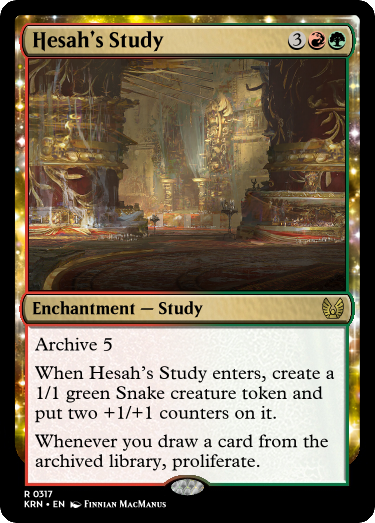 Hesah's Study 3
Enchantment — Study
Archive 5
When Hesah's Study enters, create a
1/1 green Snake creature token and
put two +1/+1 counters on it.
Whenever you draw a card from the
archived library, proliferate.
R 0317
KRN • EN Finnian MacManus